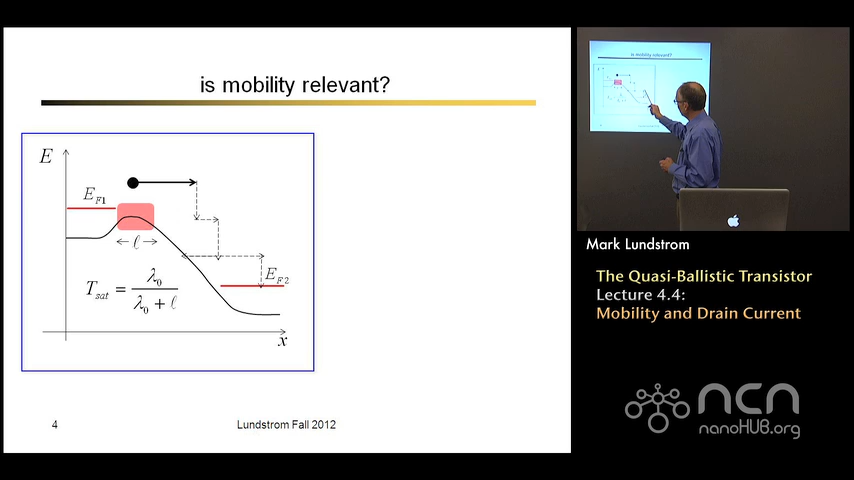 is mobility relevant?
E
E_F1
ℓ
T_sat = λ_0 / (λ_0 + ℓ)
E_F2
x
4
Lundstrom Fall 2012
is mobility relevant?
Mark Lundstrom
The Quasi-Ballistic Transistor
Lecture 4.4:
Mobility and Drain Current
ncn
nanoHUB.org